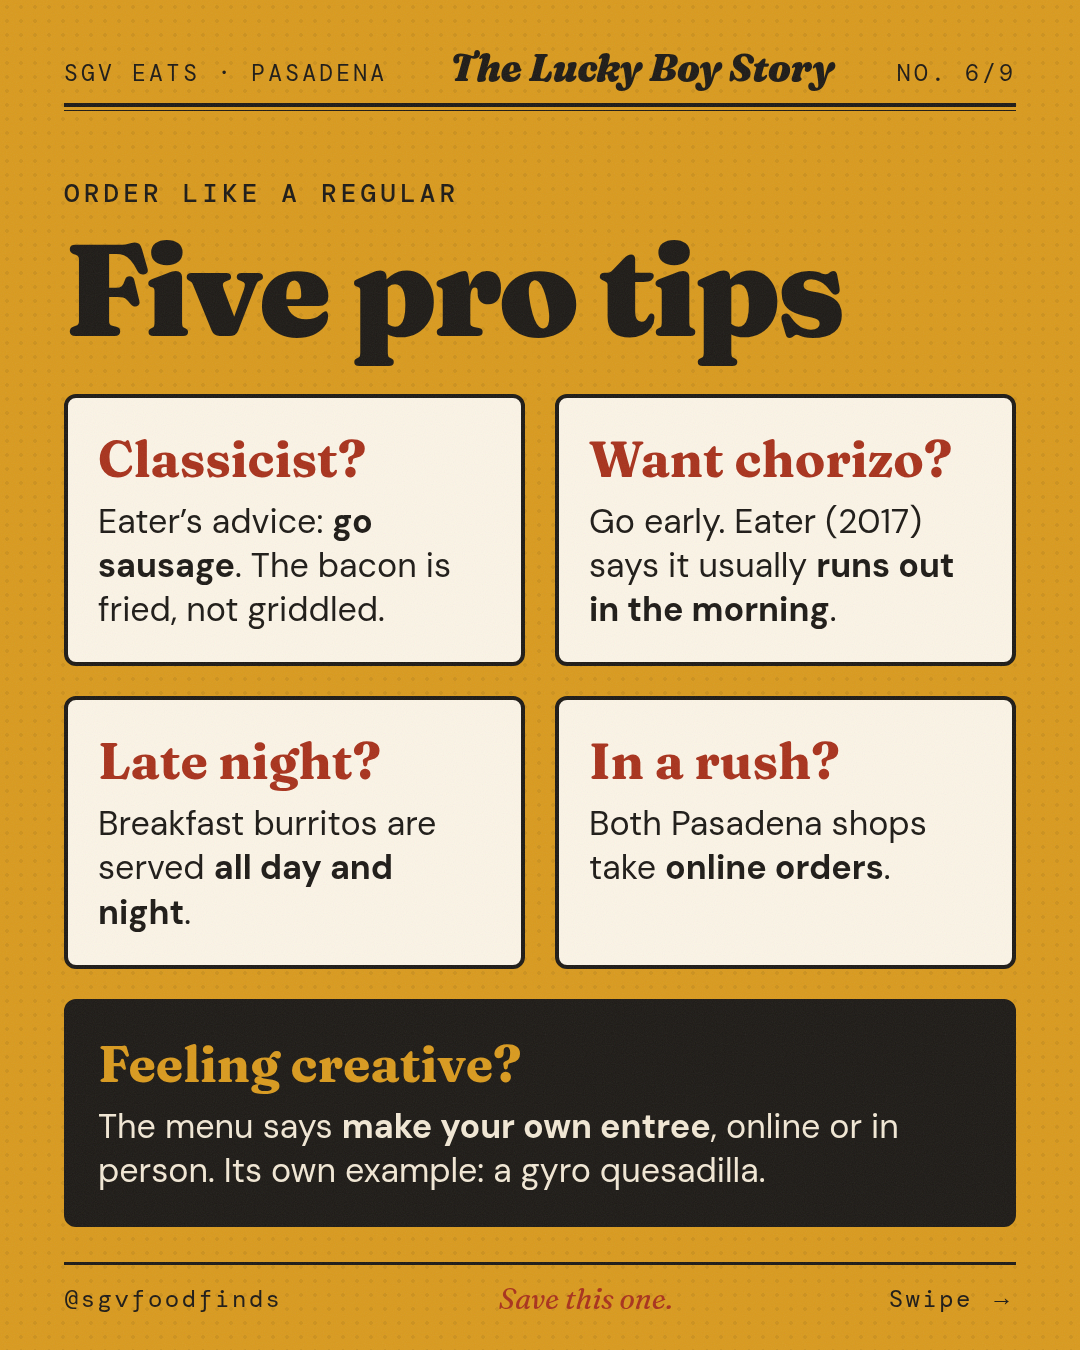 SGV EATS · PASADENA
The Lucky Boy Story
NO. 6/9
ORDER LIKE A REGULAR
Five pro tips
Classicist?
Eater’s advice: go
sausage. The bacon is
fried, not griddled.
Want chorizo?
Go early. Eater (2017)
says it usually runs out
in the morning.
Late night?
Breakfast burritos are
served all day and
night.
In a rush?
Both Pasadena shops
take online orders.
Feeling creative?
The menu says make your own entree, online or in
person. Its own example: a gyro quesadilla.
@sgvfoodfinds
Save this one.
Swipe →